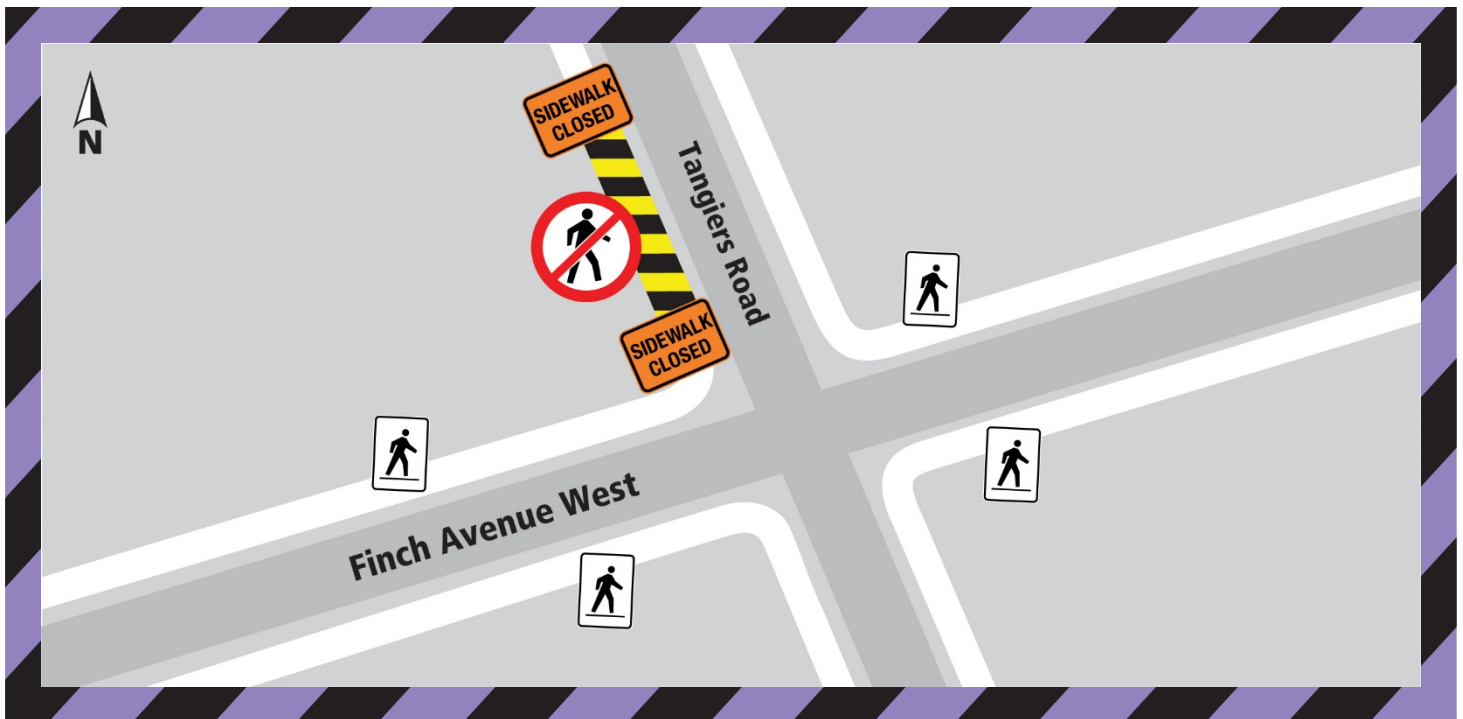 N
SIDEWALK
CLOSED
Tangiers Road
SIDEWALK
CLOSED
Finch Avenue West